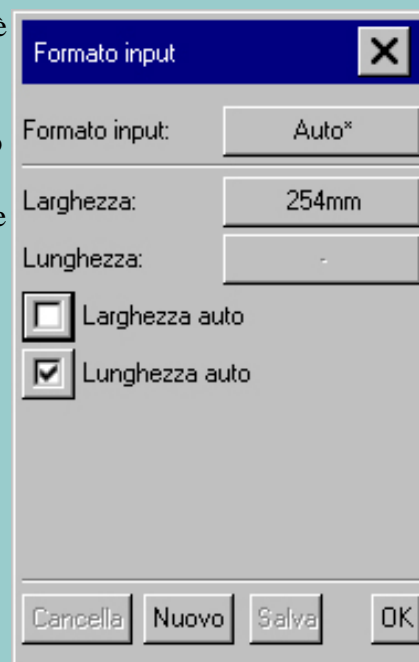 è
Formato input
Formato input: Auto*
o
Larghezza: 254mm
e
Lunghezza: -
Larghezza auto
Lunghezza auto
Cancella Nuovo Salva OK